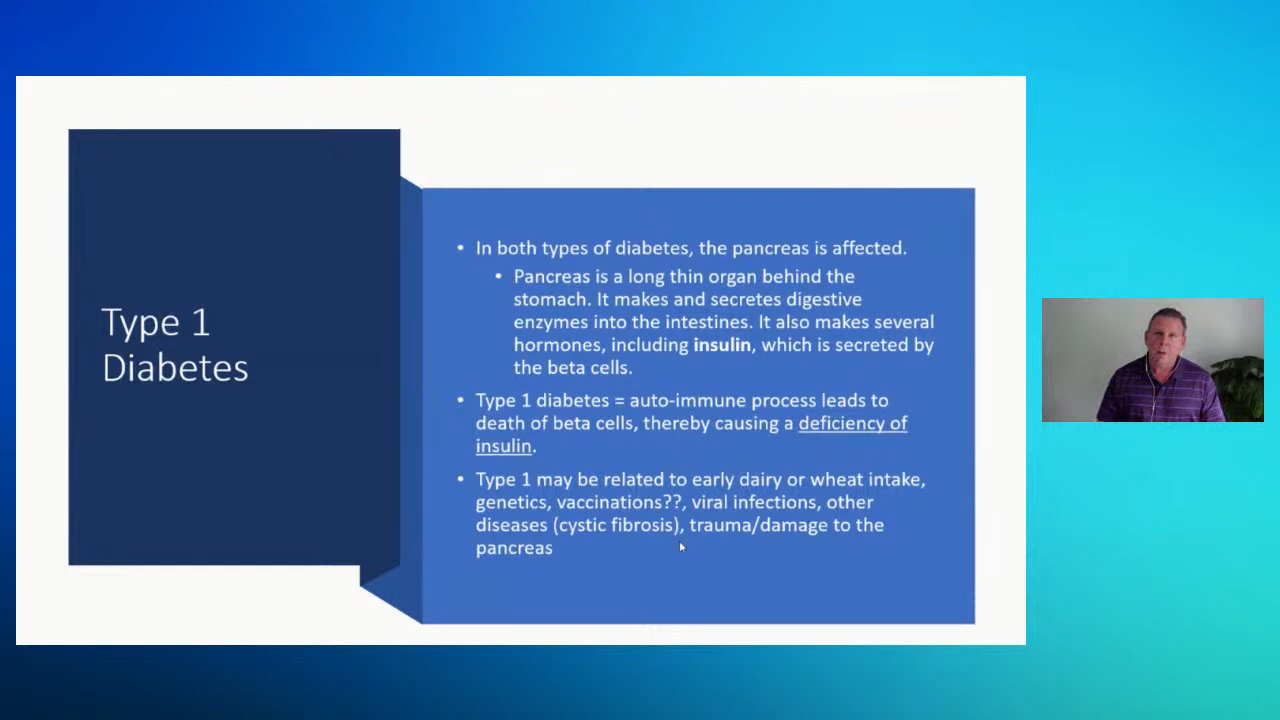 Type 1
Diabetes
• In both types of diabetes, the pancreas is affected.
• Pancreas is a long thin organ behind the
stomach. It makes and secretes digestive
enzymes into the intestines. It also makes several
hormones, including insulin, which is secreted by
the beta cells.
• Type 1 diabetes = auto-immune process leads to
death of beta cells, thereby causing a deficiency of
insulin.
• Type 1 may be related to early dairy or wheat intake,
genetics, vaccinations??, viral infections, other
diseases (cystic fibrosis), trauma/damage to the
pancreas